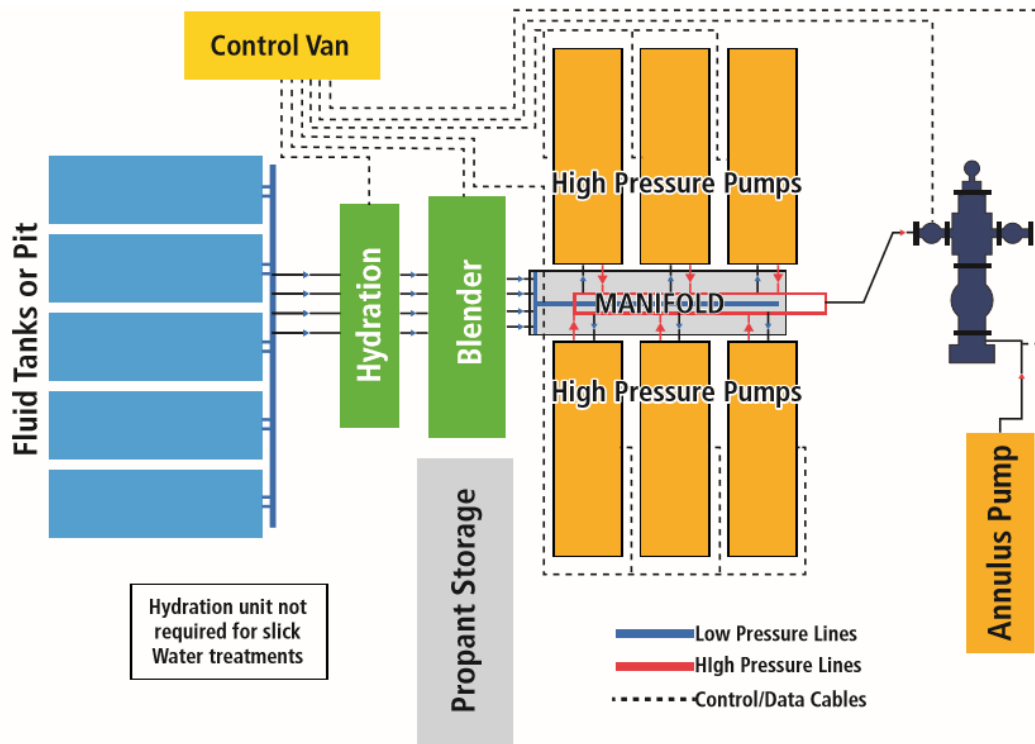 Control Van
Fluid Tanks or Pit
Hydration
Blender
High Pressure Pumps
MANIFOLD
High Pressure Pumps
Propant Storage
Annulus Pump
Hydration unit not
required for slick
Water treatments
Low Pressure Lines
HIgh Pressure Lines
Control/Data Cables